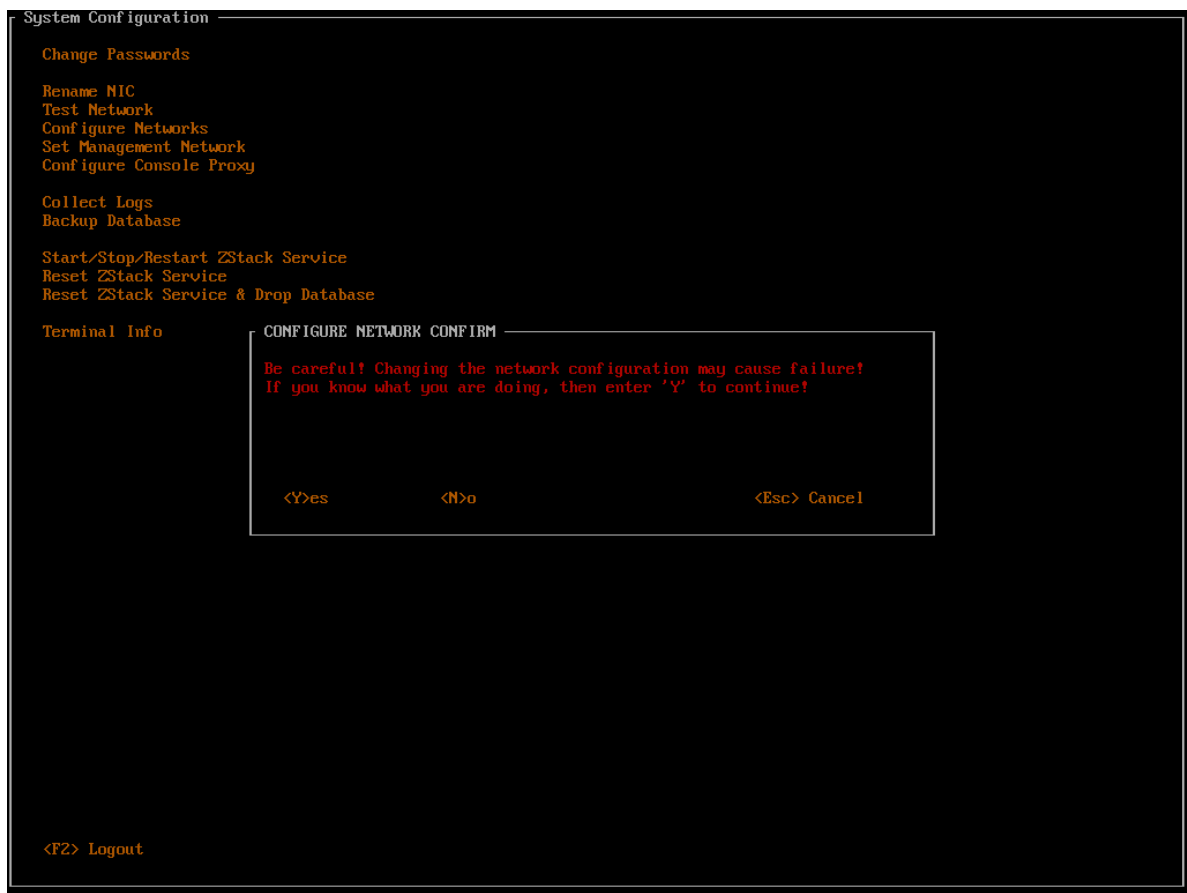 System Configuration
Change Passwords
Rename NIC
Test Network
Configure Networks
Set Management Network
Configure Console Proxy
Collect Logs
Backup Database
Start/Stop/Restart ZStack Service
Reset ZStack Service
Reset ZStack Service & Drop Database
Terminal Info
CONFIGURE NETWORK CONFIRM
Be careful! Changing the network configuration may cause failure!
If you know what you are doing, then enter 'Y' to continue!
<Y>es <N>o <Esc> Cancel
<F2> Logout